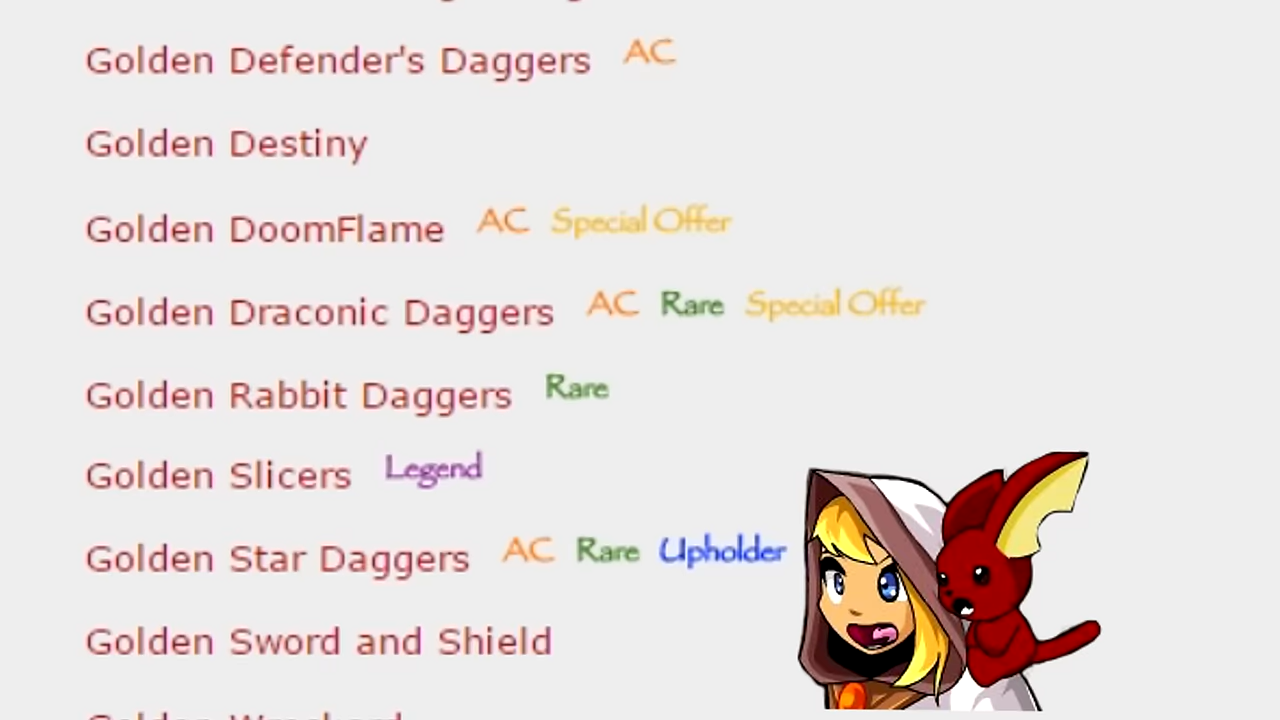 Golden Defender's Daggers AC
Golden Destiny
Golden DoomFlame AC Special Offer
Golden Draconic Daggers AC Rare Special Offer
Golden Rabbit Daggers Rare
Golden Slicers Legend
Golden Star Daggers AC Rare Upholder
Golden Sword and Shield